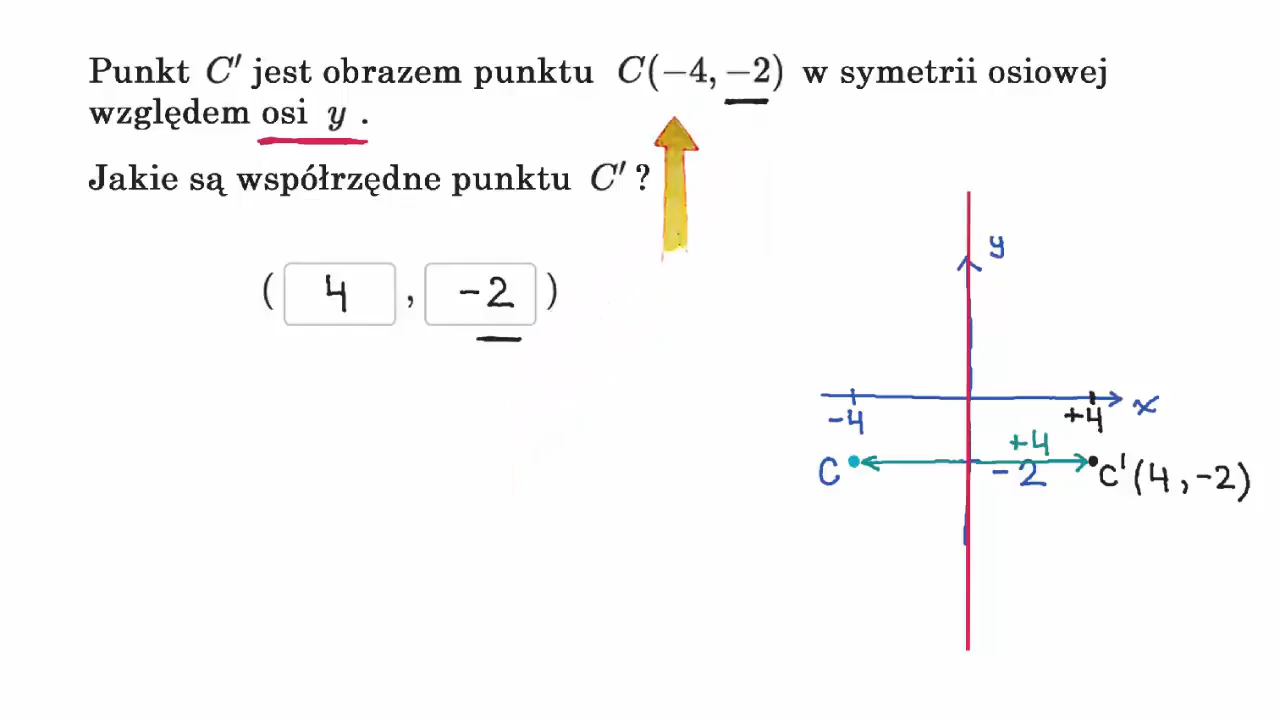 Punkt C′ jest obrazem punktu C(−4, −2) w symetrii osiowej
względem osi y .
Jakie są współrzędne punktu C′ ?
( 4 , −2 )
y
x
−4
+4
+4
C
−2
C'(4,−2)